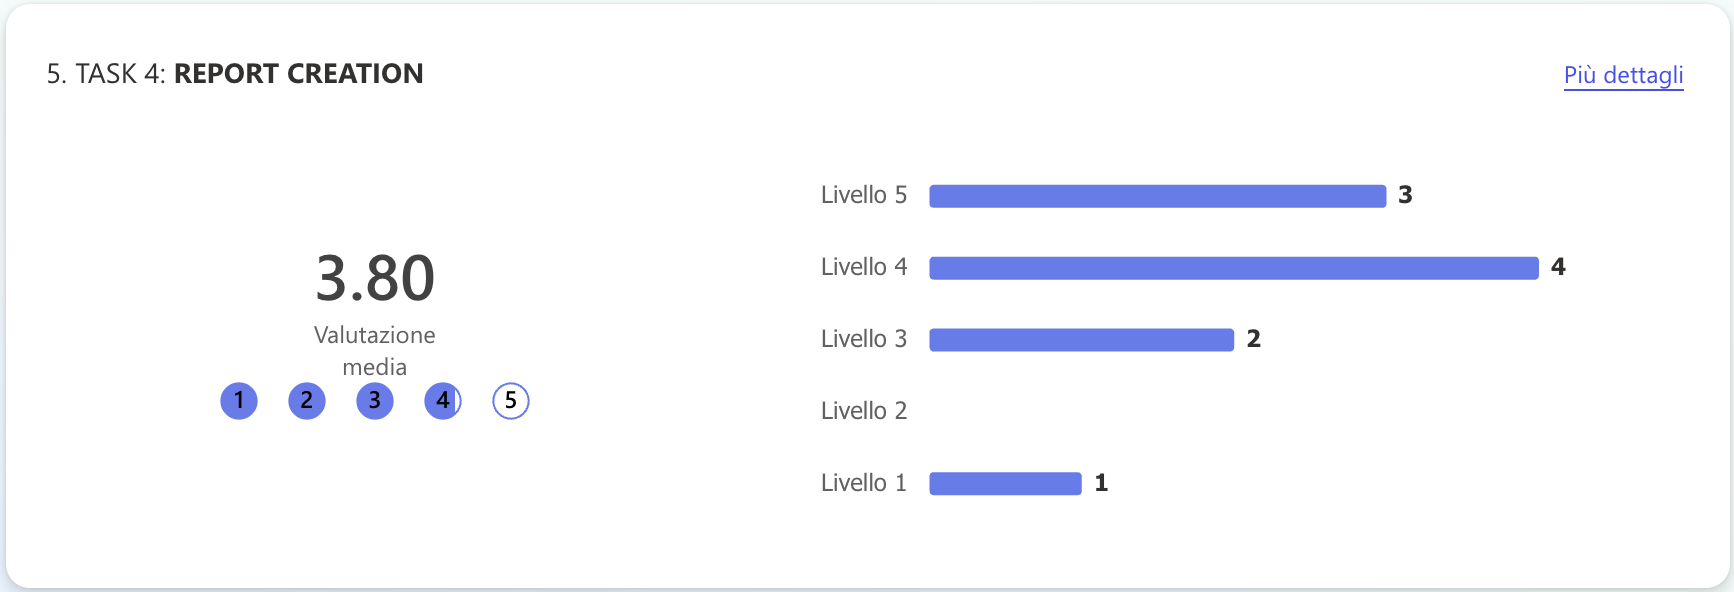 5. TASK 4: REPORT CREATION
Più dettagli
3.80
Valutazione
media
1 2 3 4 5
Livello 5 3
Livello 4 4
Livello 3 2
Livello 2
Livello 1 1